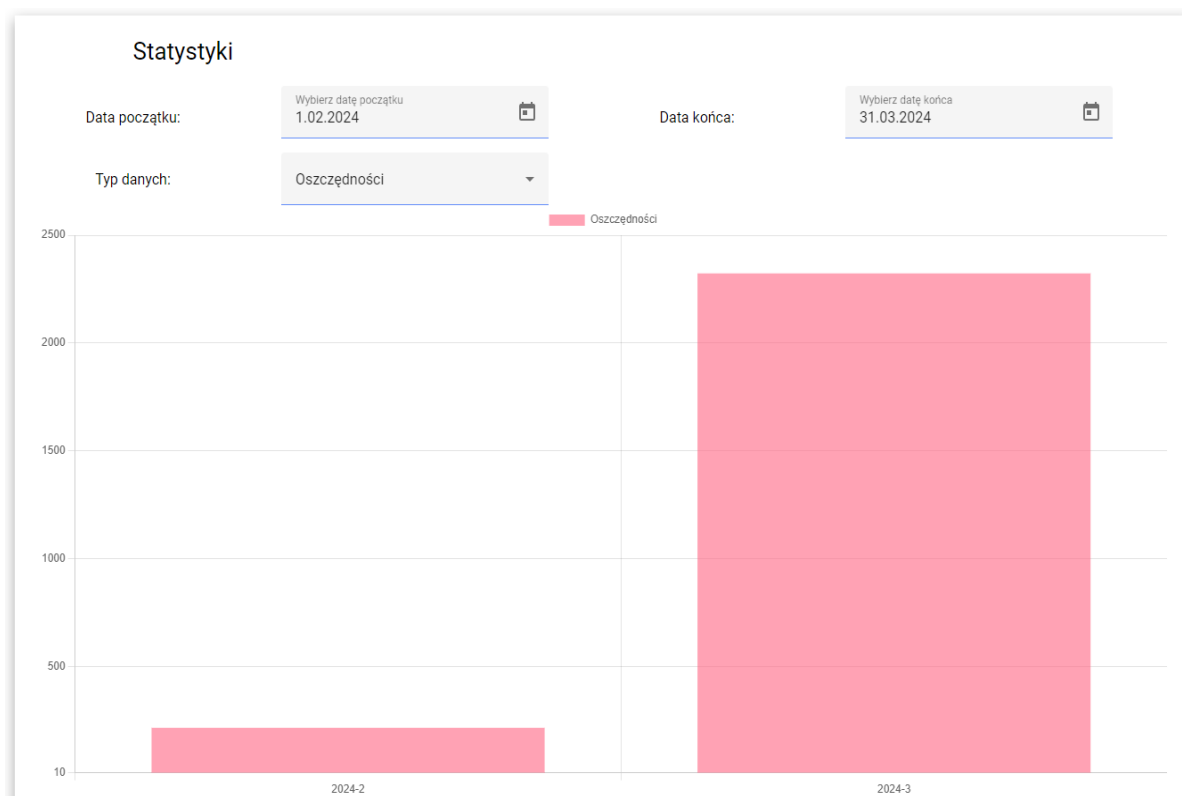 Statystyki
Data początku:
Wybierz datę początku
1.02.2024
Data końca:
Wybierz datę końca
31.03.2024
Typ danych:
Oszczędności
Oszczędności
2500
2000
1500
1000
500
10
2024-2
2024-3